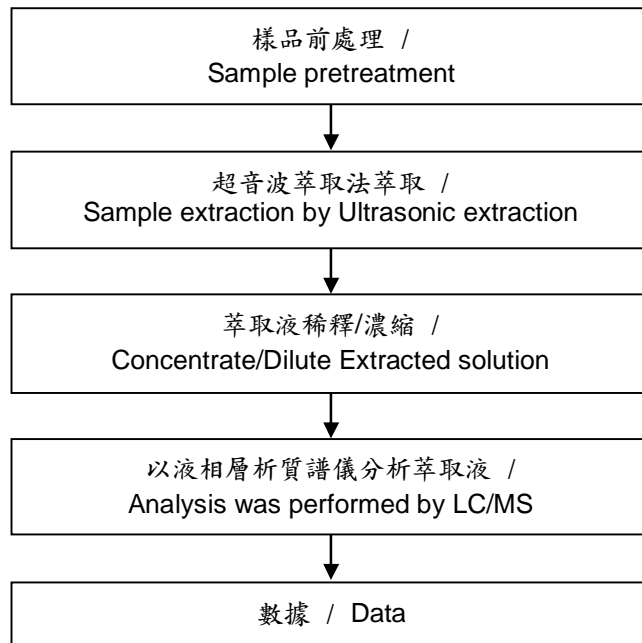 樣品前處理 /
Sample pretreatment
超音波萃取法萃取 /
Sample extraction by Ultrasonic extraction
萃取液稀釋/濃縮 /
Concentrate/Dilute Extracted solution
以液相層析質譜儀分析萃取液 /
Analysis was performed by LC/MS
數據 / Data